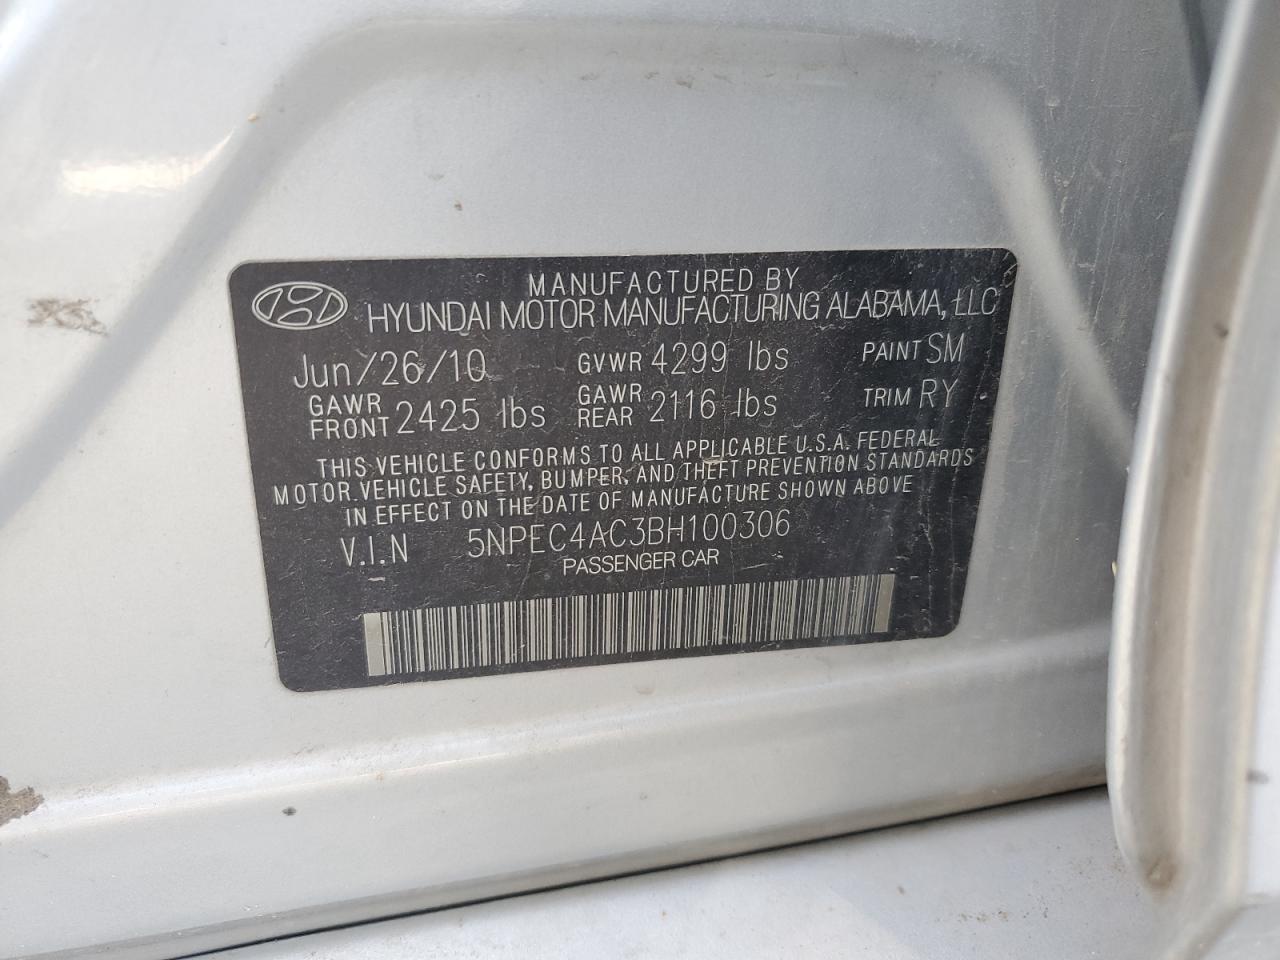 MANUFACTURED BY
HYUNDAI MOTOR MANUFACTURING ALABAMA, LLC
Jun/26/10 GVWR 4299 lbs PAINT SM
GAWR FRONT 2425 lbs GAWR REAR 2116 lbs TRIM RY
THIS VEHICLE CONFORMS TO ALL APPLICABLE U.S.A. FEDERAL
MOTOR VEHICLE SAFETY, BUMPER, AND THEFT PREVENTION STANDARDS
IN EFFECT ON THE DATE OF MANUFACTURE SHOWN ABOVE
V.I.N 5NPEC4AC3BH100306
PASSENGER CAR